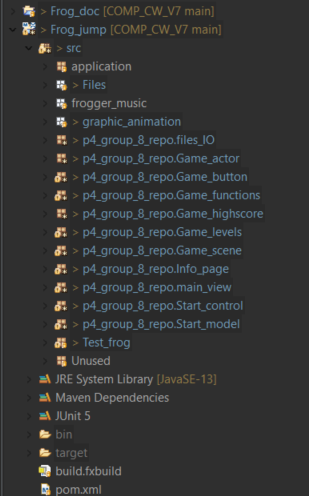 > Frog_doc [COMP_CW_V7 main]
> Frog_jump [COMP_CW_V7 main]
> src
application
> Files
frogger_music
> graphic_animation
> p4_group_8_repo.files_IO
> p4_group_8_repo.Game_actor
> p4_group_8_repo.Game_button
> p4_group_8_repo.Game_functions
> p4_group_8_repo.Game_highscore
> p4_group_8_repo.Game_levels
> p4_group_8_repo.Game_scene
> p4_group_8_repo.Info_page
> p4_group_8_repo.main_view
> p4_group_8_repo.Start_control
> p4_group_8_repo.Start_model
> Test_frog
Unused
JRE System Library [JavaSE-13]
Maven Dependencies
JUnit 5
bin
target
build.fxbuild
pom.xml